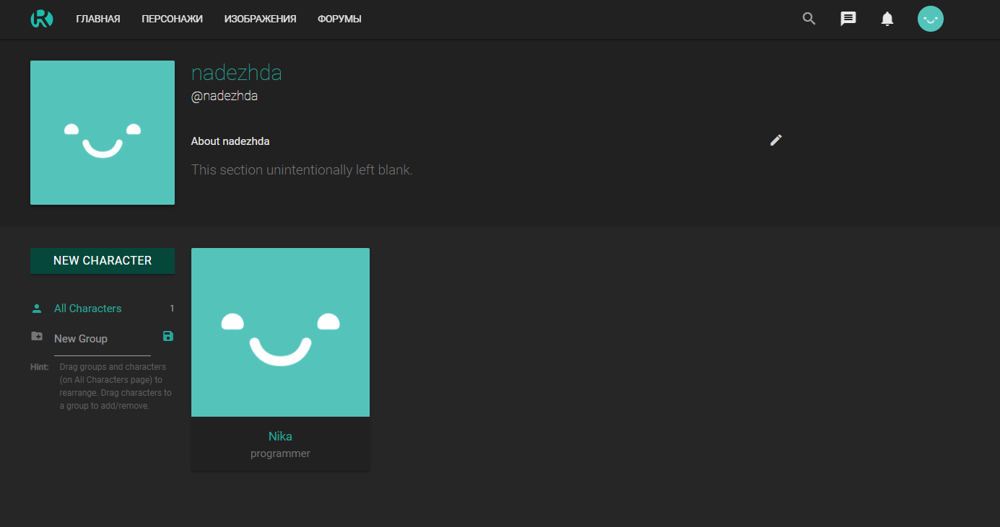 ГЛАВНАЯ ПЕРСОНАЖИ ИЗОБРАЖЕНИЯ ФОРУМЫ
nadezhda
@nadezhda
About nadezhda
This section unintentionally left blank.
NEW CHARACTER
All Characters 1
New Group
Hint: Drag groups and characters
(on All Characters page) to
rearrange. Drag characters to
a group to add/remove.
Nika
programmer